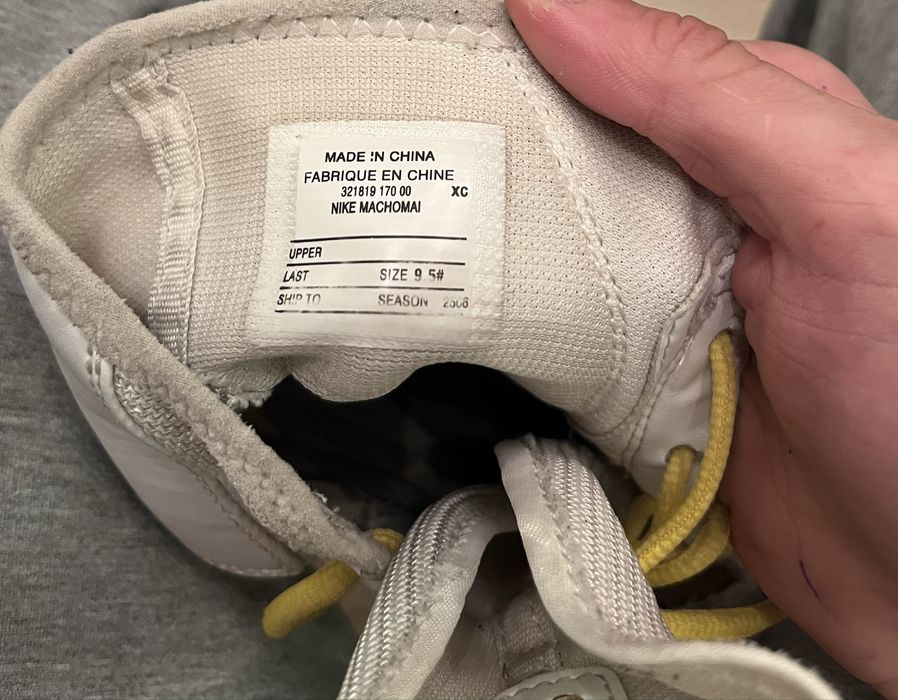 MADE IN CHINA
FABRIQUE EN CHINE
321819 170 00 XC
NIKE MACHOMAI
UPPER
LAST SIZE 9.5#
SHIP TO SEASON